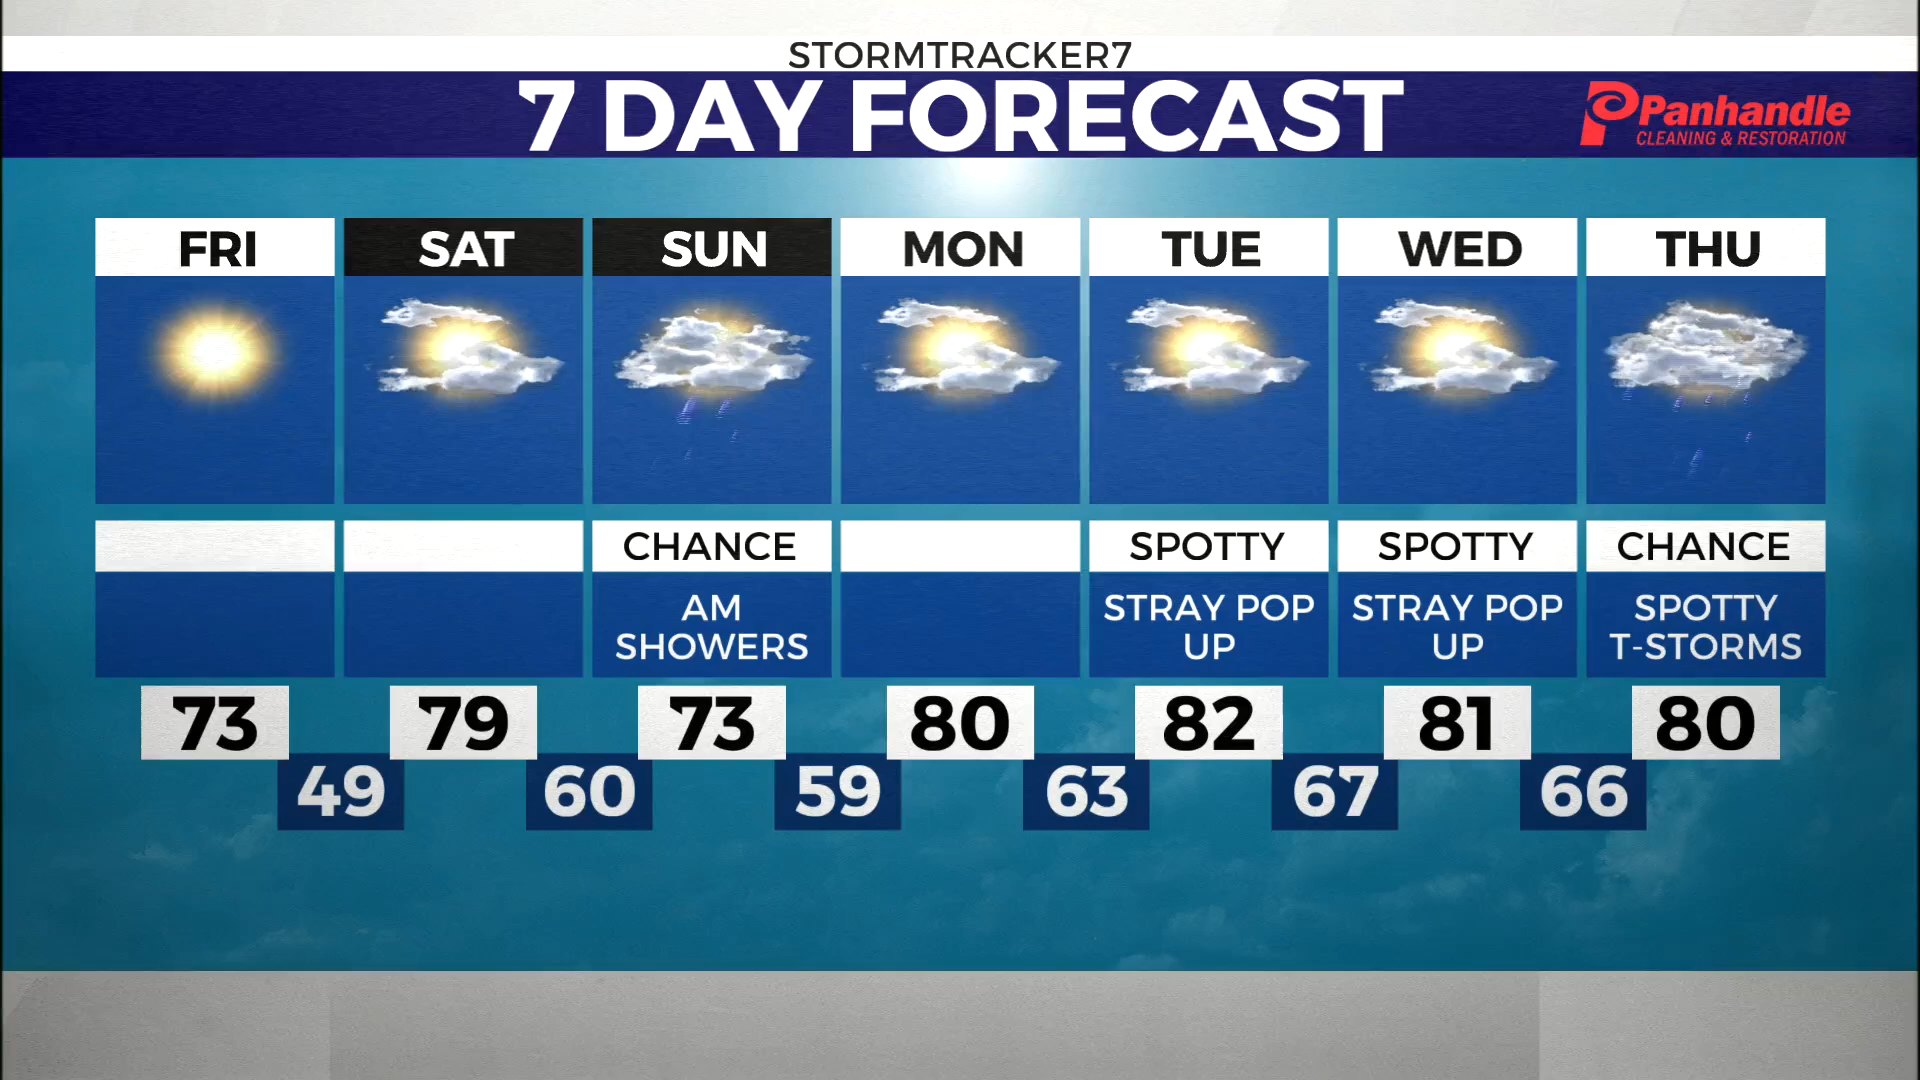 STORMTRACKER7
7 DAY FORECAST
Panhandle
CLEANING & RESTORATION
FRI
SAT
SUN
MON
TUE
WED
THU
CHANCE
SPOTTY
SPOTTY
CHANCE
AM
SHOWERS
STRAY POP
UP
STRAY POP
UP
SPOTTY
T-STORMS
73
79
73
80
82
81
80
49
60
59
63
67
66